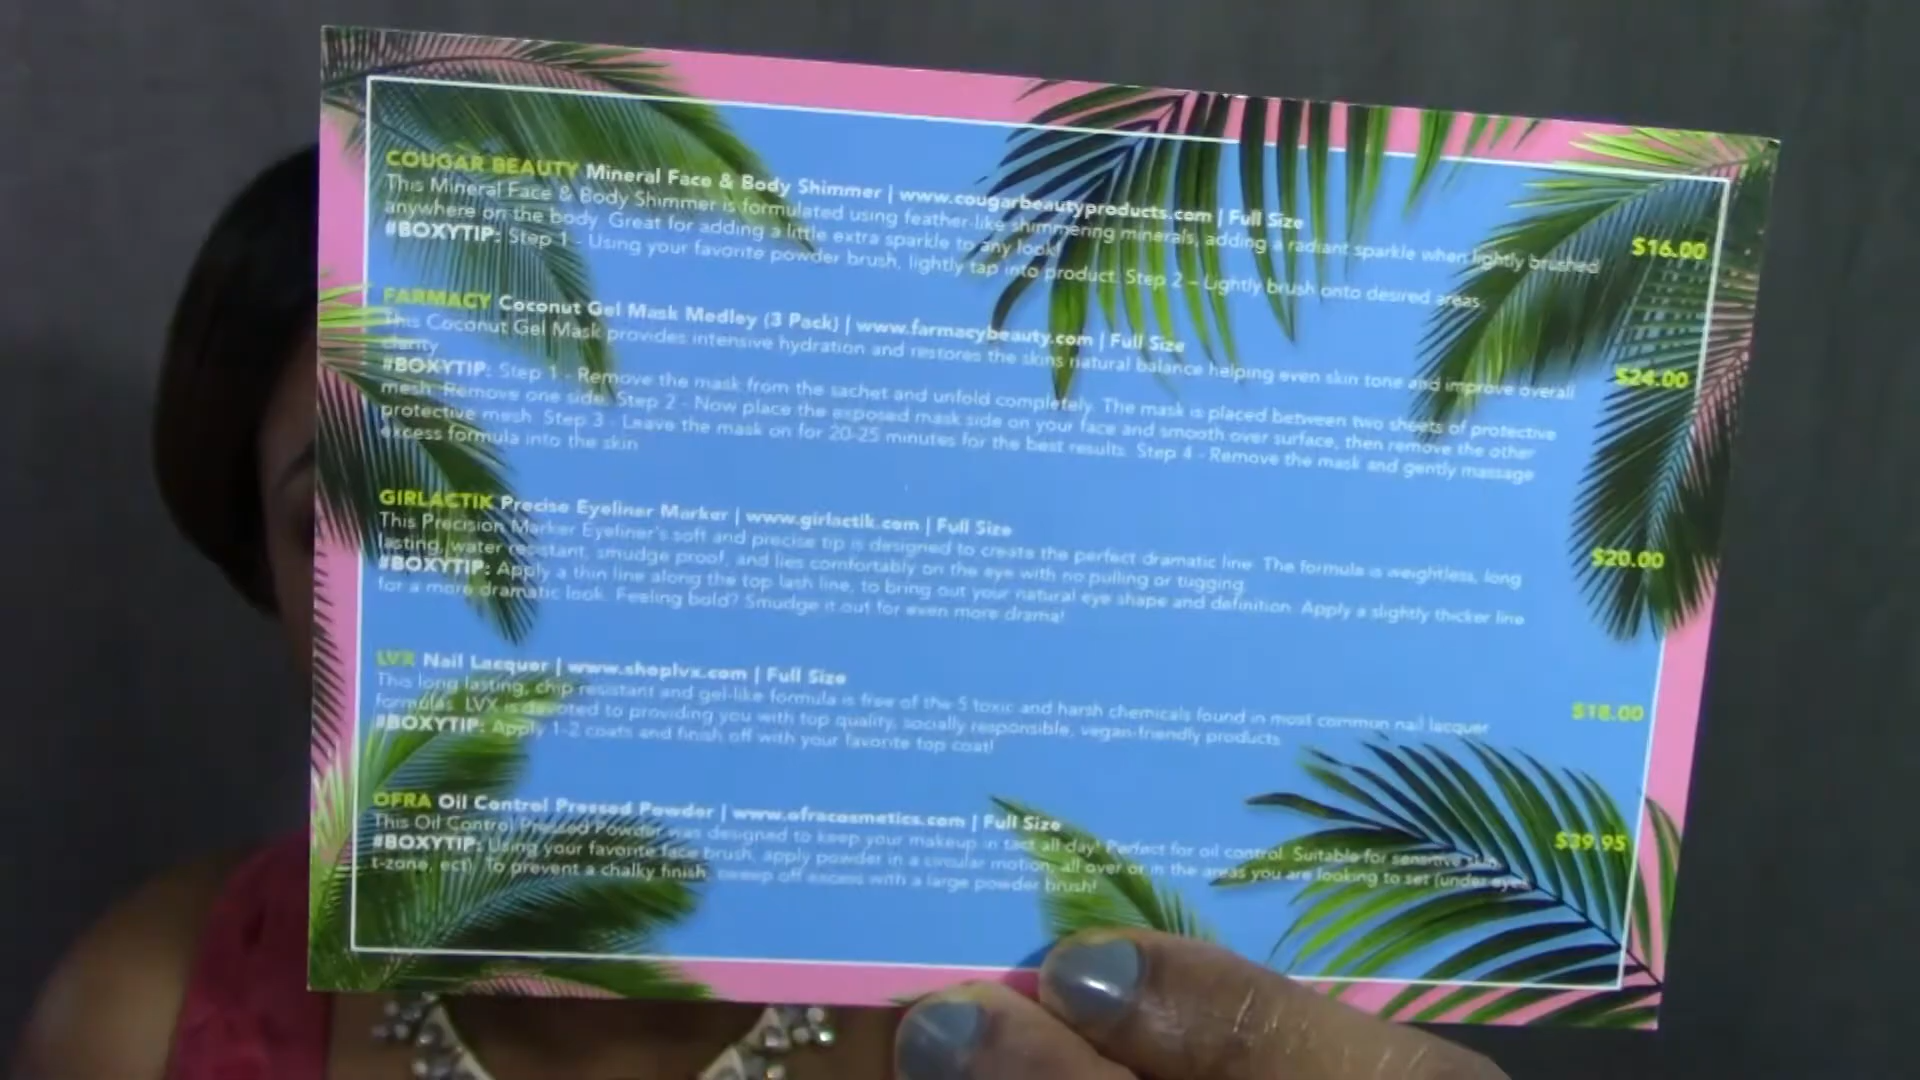 COUGAR BEAUTY Mineral Face & Body Shimmer | www.cougarbeautyproducts.com | Full Size
This Mineral Face & Body Shimmer is formulated using feather-like shimmering minerals, adding a radiant sparkle when lightly brushed
anywhere on the body. Great for adding a little extra sparkle to any look!
$16.00
#BOXYTIP: Step 1 - Using your favorite powder brush, lightly tap into product. Step 2 – Lightly brush onto desired areas.
FARMACY Coconut Gel Mask Medley (3 Pack) | www.farmacybeauty.com | Full Size
This Coconut Gel Mask provides intensive hydration and restores the skins natural balance helping even skin tone and improve overall
clarity
$24.00
#BOXYTIP: Step 1 - Remove the mask from the sachet and unfold completely. The mask is placed between two sheets of protective
mesh. Remove one side. Step 2 - Now place the exposed mask side on your face and smooth over surface, then remove the other
protective mesh. Step 3 - Leave the mask on for 20-25 minutes for the best results. Step 4 - Remove the mask and gently massage
excess formula into the skin
GIRLACTIK Precise Eyeliner Marker | www.girlactik.com | Full Size
This Precision Marker Eyeliner's soft and precise tip is designed to create the perfect dramatic line. The formula is weightless, long
lasting, water resistant, smudge proof, and lies comfortably on the eye with no pulling or tugging.
$20.00
#BOXYTIP: Apply a thin line along the top lash line, to bring out your natural eye shape and definition. Apply a slightly thicker line
for a more dramatic look. Feeling bold? Smudge it out for even more drama!
LVX Nail Lacquer | www.shoplvx.com | Full Size
This long lasting, chip resistant and gel-like formula is free of the 5 toxic and harsh chemicals found in most common nail lacquer
formulas. LVX is devoted to providing you with top quality, socially responsible, vegan-friendly products
$18.00
#BOXYTIP: Apply 1-2 coats and finish off with your favorite top coat!
OFRA Oil Control Pressed Powder | www.ofracosmetics.com | Full Size
This Oil Control Pressed Powder was designed to keep your makeup in tact all day! Perfect for oil control. Suitable for sensitive skin.
$39.95
#BOXYTIP: Using your favorite face brush, apply powder in a circular motion, all over or in the areas you are looking to set (under eyes,
t-zone, ect). To prevent a chalky finish, sweep off excess with a large powder brush!